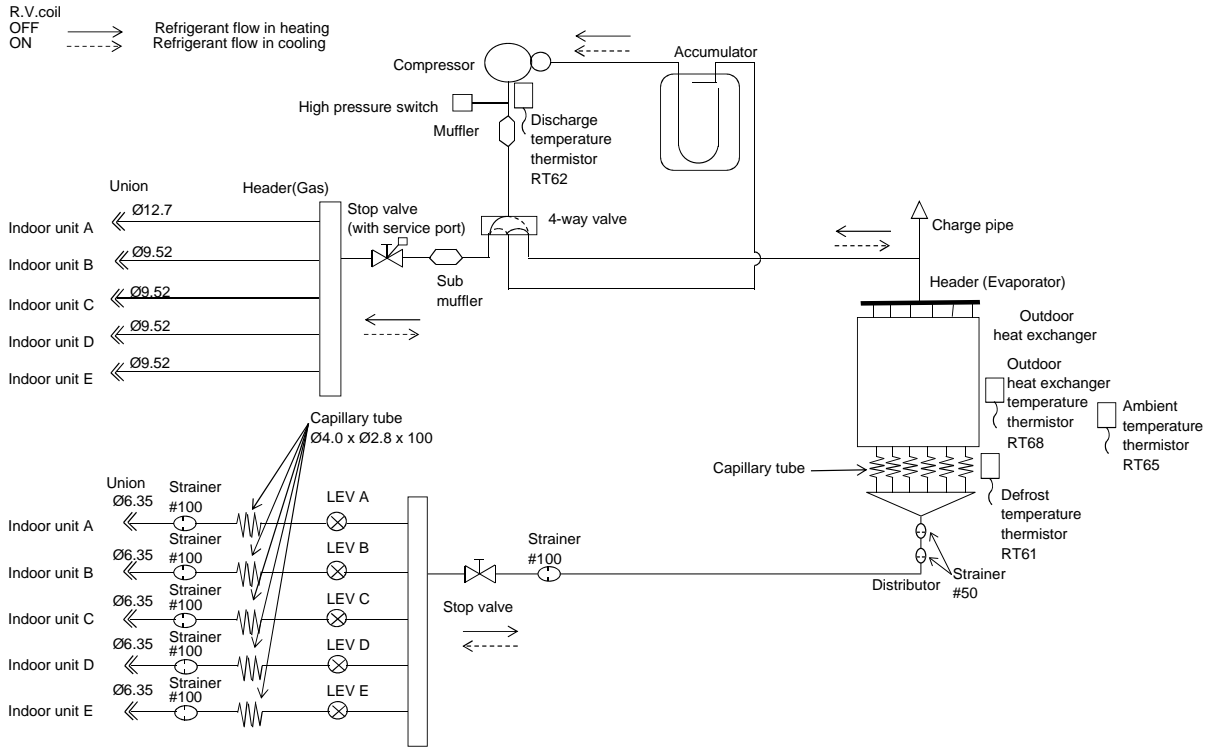 R.V.coil
OFF Refrigerant flow in heating
ON Refrigerant flow in cooling
Compressor
Accumulator
High pressure switch
Muffler
Discharge
temperature
thermistor
RT62
Union
Header(Gas)
Stop valve
(with service port)
4-way valve
Charge pipe
Indoor unit A Ø12.7
Indoor unit B Ø9.52
Indoor unit C Ø9.52
Indoor unit D Ø9.52
Indoor unit E Ø9.52
Sub
muffler
Header (Evaporator)
Outdoor
heat exchanger
Outdoor
heat exchanger
temperature
thermistor
RT68
Ambient
temperature
thermistor
RT65
Capillary tube
Ø4.0 x Ø2.8 x 100
Capillary tube
Defrost
temperature
thermistor
RT61
Union
Ø6.35
Strainer
#100
LEV A
Indoor unit A
Ø6.35
Strainer
#100
LEV B
Indoor unit B
Ø6.35
Strainer
#100
LEV C
Indoor unit C
Ø6.35
Strainer
#100
LEV D
Indoor unit D
Ø6.35
Strainer
#100
LEV E
Indoor unit E
Stop valve
Strainer
#100
Distributor
Strainer
#50